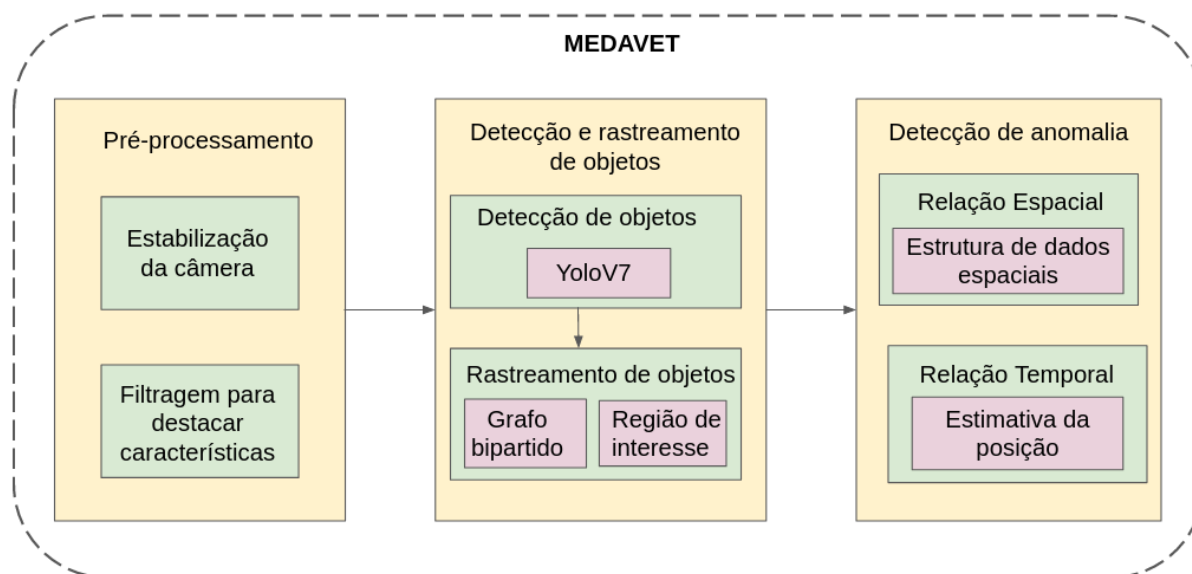 MEDAVET
Pré-processamento
Estabilização
da câmera
Filtragem para
destacar
características
Detecção e rastreamento
de objetos
Detecção de objetos
YoloV7
Rastreamento de objetos
Grafo
bipartido
Região de
interesse
Detecção de anomalia
Relação Espacial
Estrutura de dados
espaciais
Relação Temporal
Estimativa da
posição